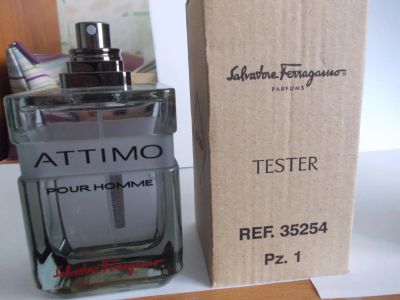 ATTIMO
POUR HOMME
Salvatore Ferragamo
Salvatore Ferragamo
PARFUMS
TESTER
REF. 35254
Pz. 1